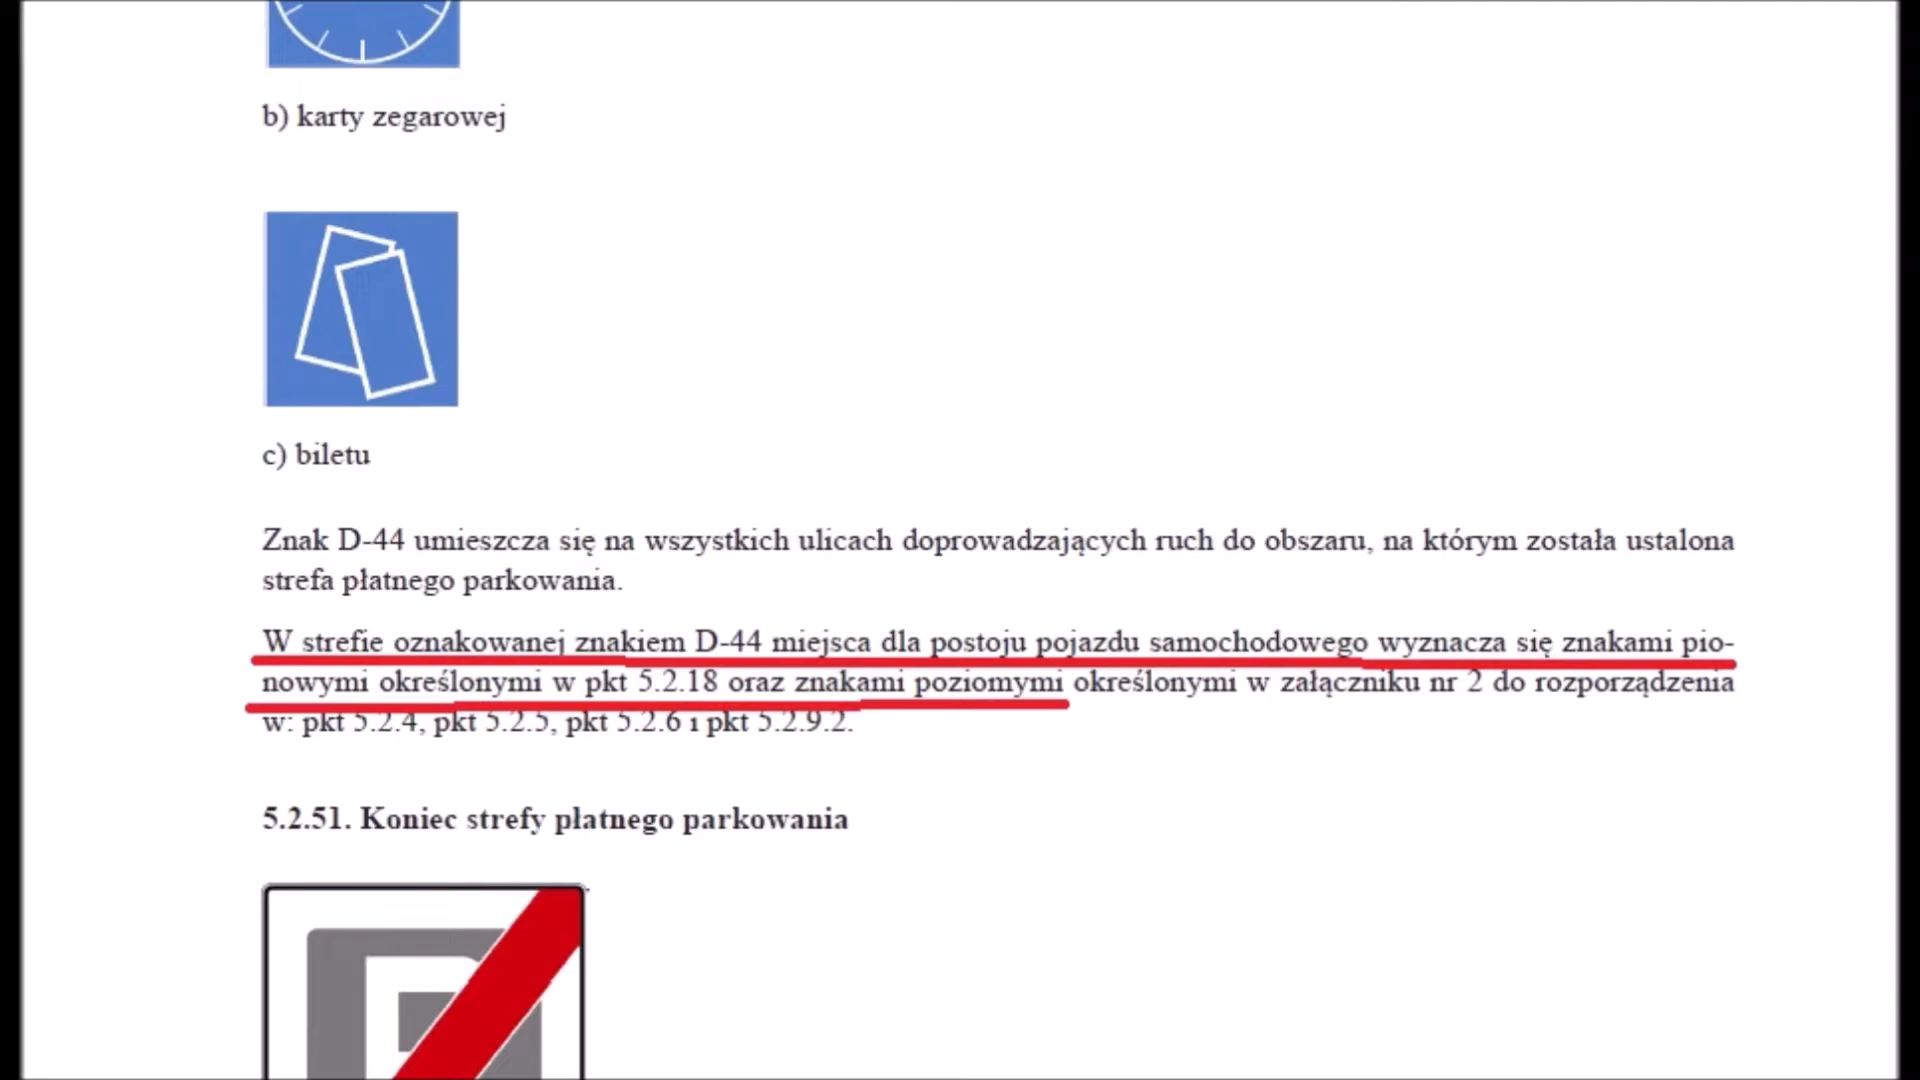 b) karty zegarowej
c) biletu
Znak D-44 umieszcza się na wszystkich ulicach doprowadzających ruch do obszaru, na którym została ustalona
strefa płatnego parkowania.
W strefie oznakowanej znakiem D-44 miejsca dla postoju pojazdu samochodowego wyznacza się znakami pio-
nowymi określonymi w pkt 5.2.18 oraz znakami poziomymi określonymi w załączniku nr 2 do rozporządzenia
w: pkt 5.2.4, pkt 5.2.5, pkt 5.2.6 i pkt 5.2.9.2.
5.2.51. Koniec strefy płatnego parkowania